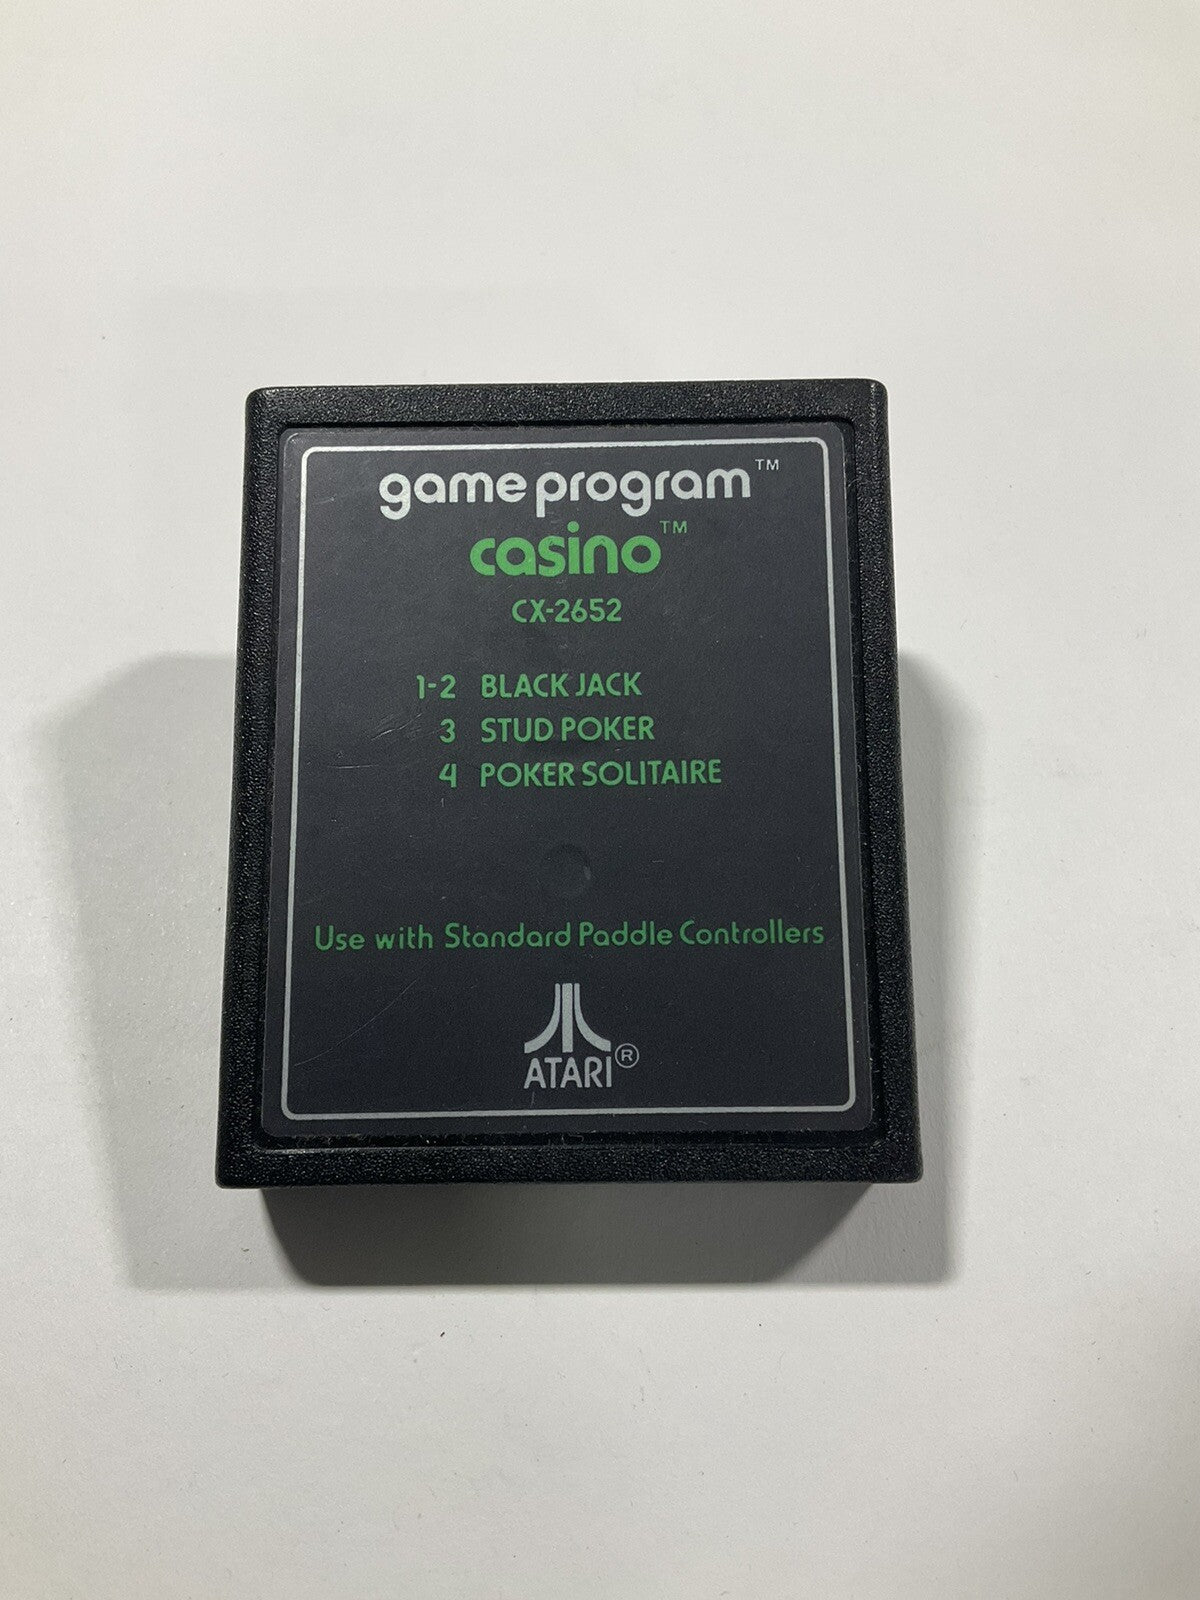 game program™
casino™
CX-2652
1-2 BLACK JACK
3 STUD POKER
4 POKER SOLITAIRE
Use with Standard Paddle Controllers
ATARI®